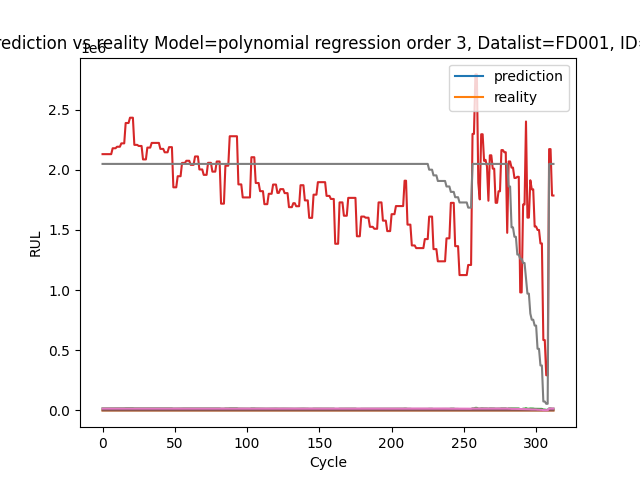 rediction vs reality Model=polynomial regression order 3, Datalist=FD001, ID=
1e6
prediction
reality
2.5
2.0
1.5
1.0
0.5
0.0
RUL
0 50 100 150 200 250 300
Cycle